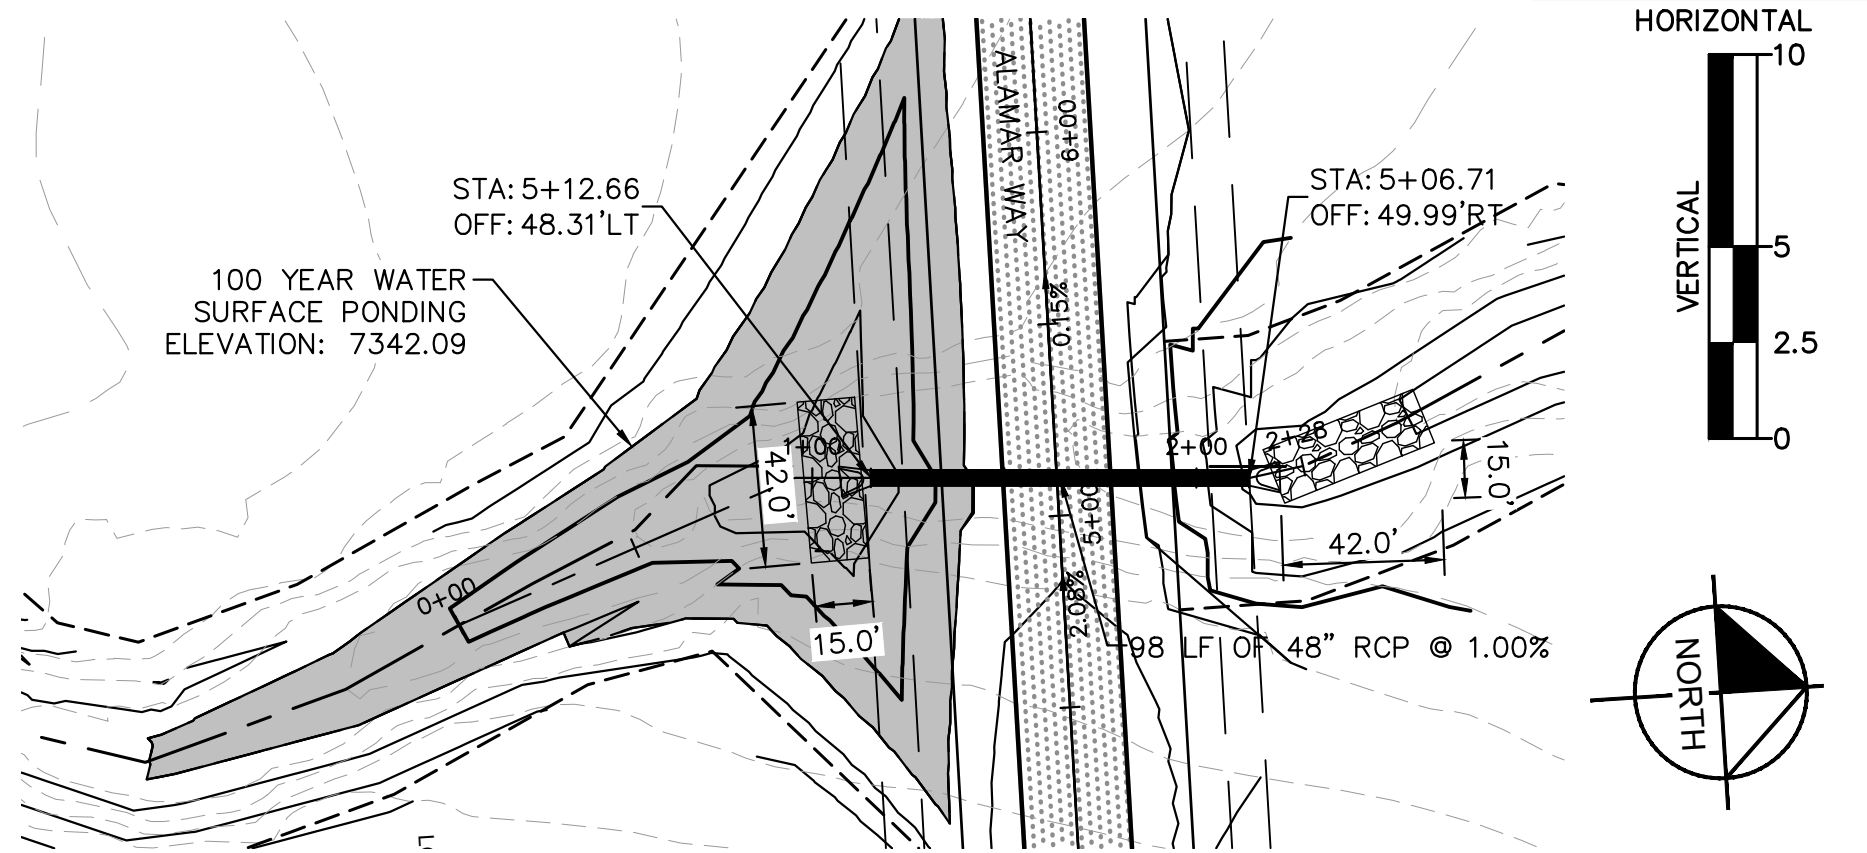 HORIZONTAL
10
5
2.5
0
VERTICAL
ALAMAR WAY
6+00
STA: 5+12.66
OFF: 48.31'LT
STA: 5+06.71
OFF: 49.99'RT
100 YEAR WATER
SURFACE PONDING
ELEVATION: 7342.09
0.15%
1+00
2+00
2+28
42.0'
15.0'
5+00
42.0'
0+00
2.08%
15.0'
98 LF OF 48" RCP @ 1.00%
NORTH